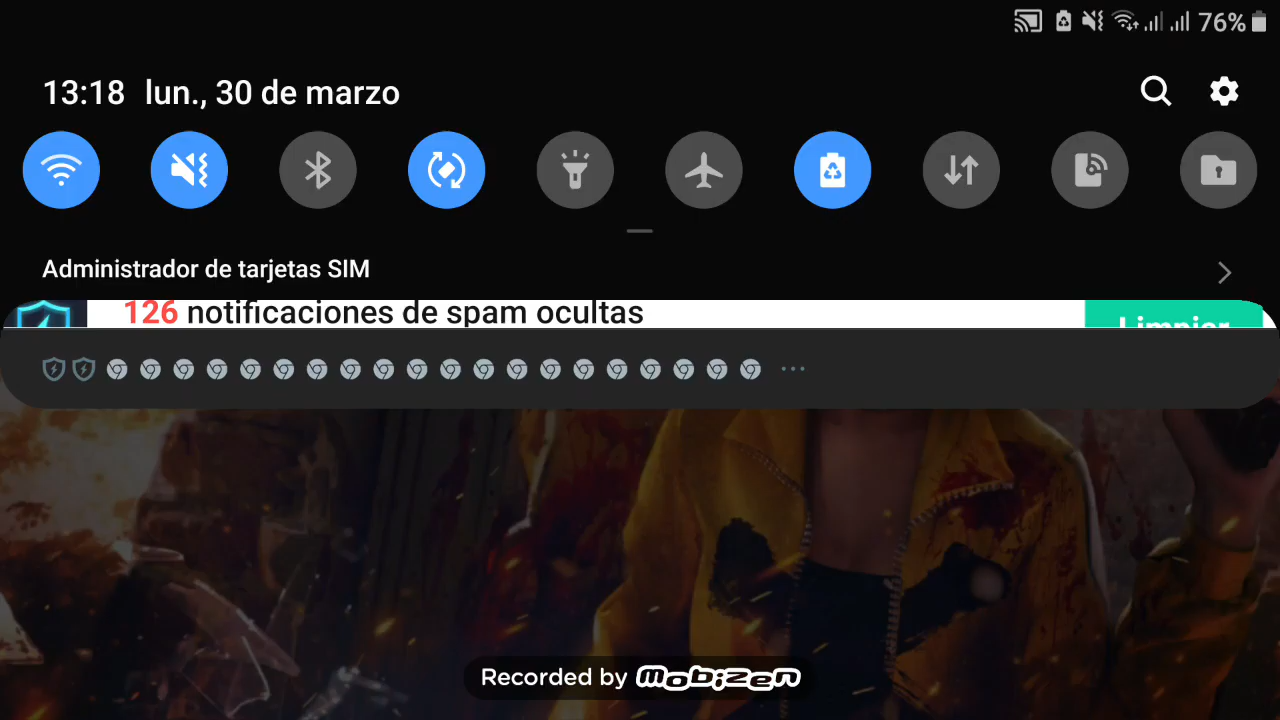 76%
13:18 lun., 30 de marzo
Administrador de tarjetas SIM
126 notificaciones de spam ocultas
Limpiar
Recorded by Mobizen